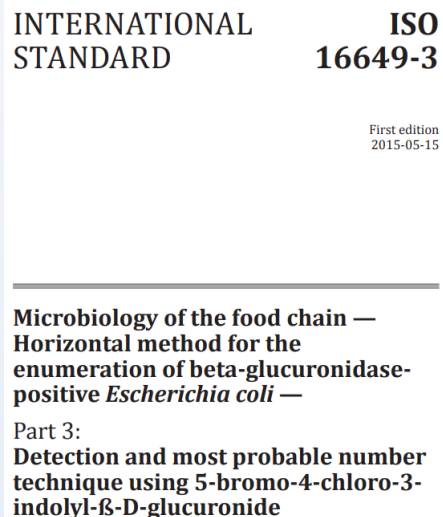 INTERNATIONAL STANDARD
ISO 16649-3
First edition
2015-05-15
Microbiology of the food chain —
Horizontal method for the
enumeration of beta-glucuronidase-
positive Escherichia coli —
Part 3:
Detection and most probable number
technique using 5-bromo-4-chloro-3-
indolyl-ß-D-glucuronide